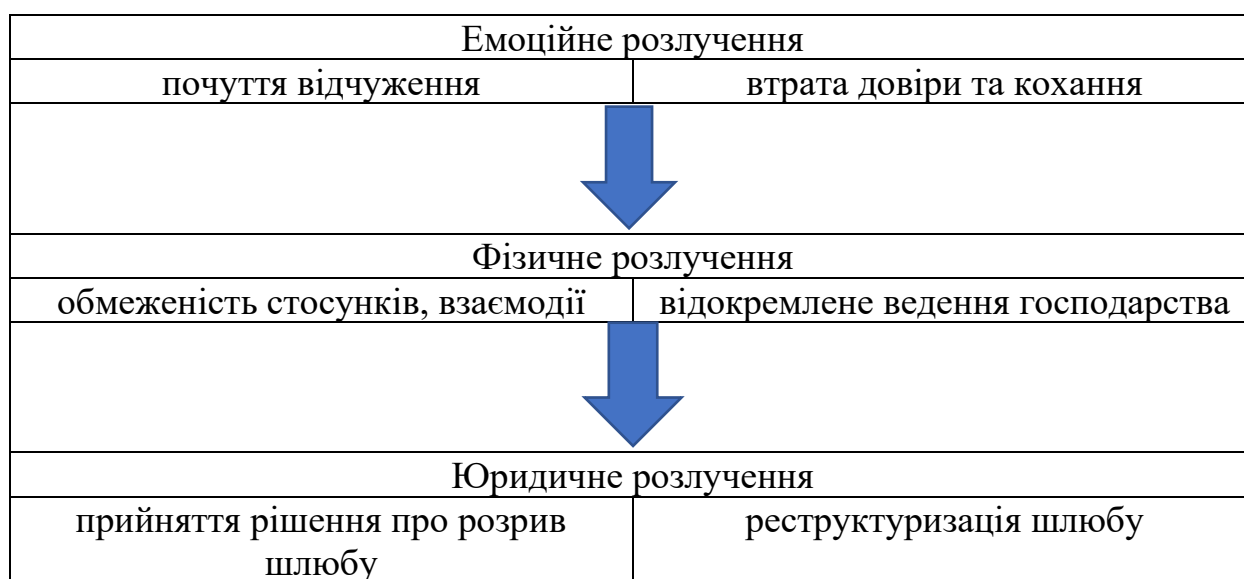 Емоційне розлучення
почуття відчуження
втрата довіри та кохання
Фізичне розлучення
обмеженість стосунків, взаємодії
відокремлене ведення господарства
Юридичне розлучення
прийняття рішення про розрив
шлюбу
реструктуризація шлюбу